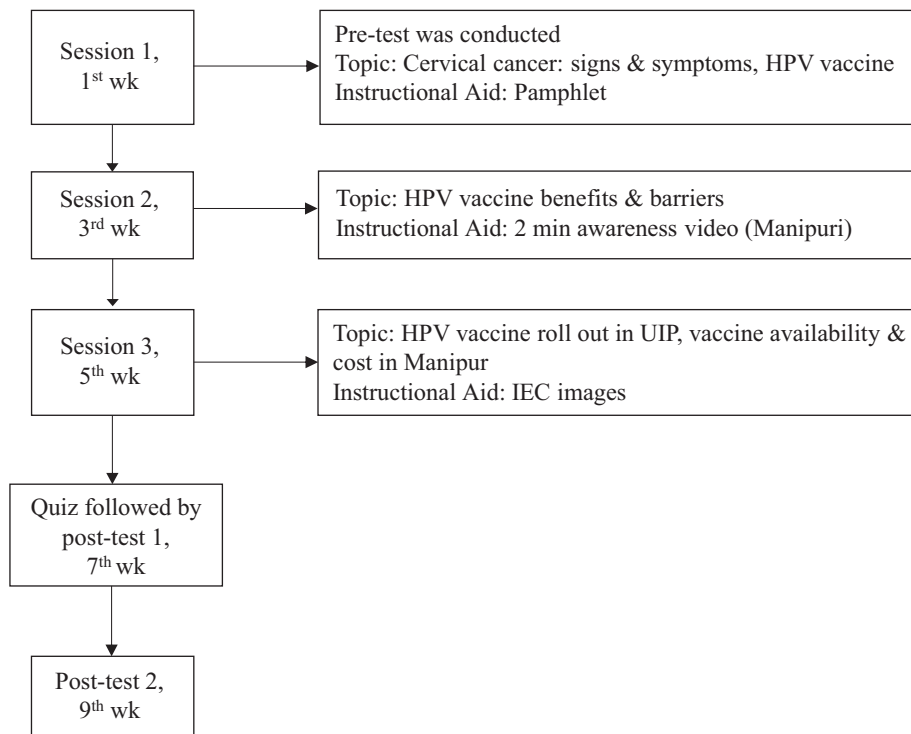 Session 1,
1st wk
Pre-test was conducted
Topic: Cervical cancer: signs & symptoms, HPV vaccine
Instructional Aid: Pamphlet
Session 2,
3rd wk
Topic: HPV vaccine benefits & barriers
Instructional Aid: 2 min awareness video (Manipuri)
Session 3,
5th wk
Topic: HPV vaccine roll out in UIP, vaccine availability &
cost in Manipur
Instructional Aid: IEC images
Quiz followed by
post-test 1,
7th wk
Post-test 2,
9th wk